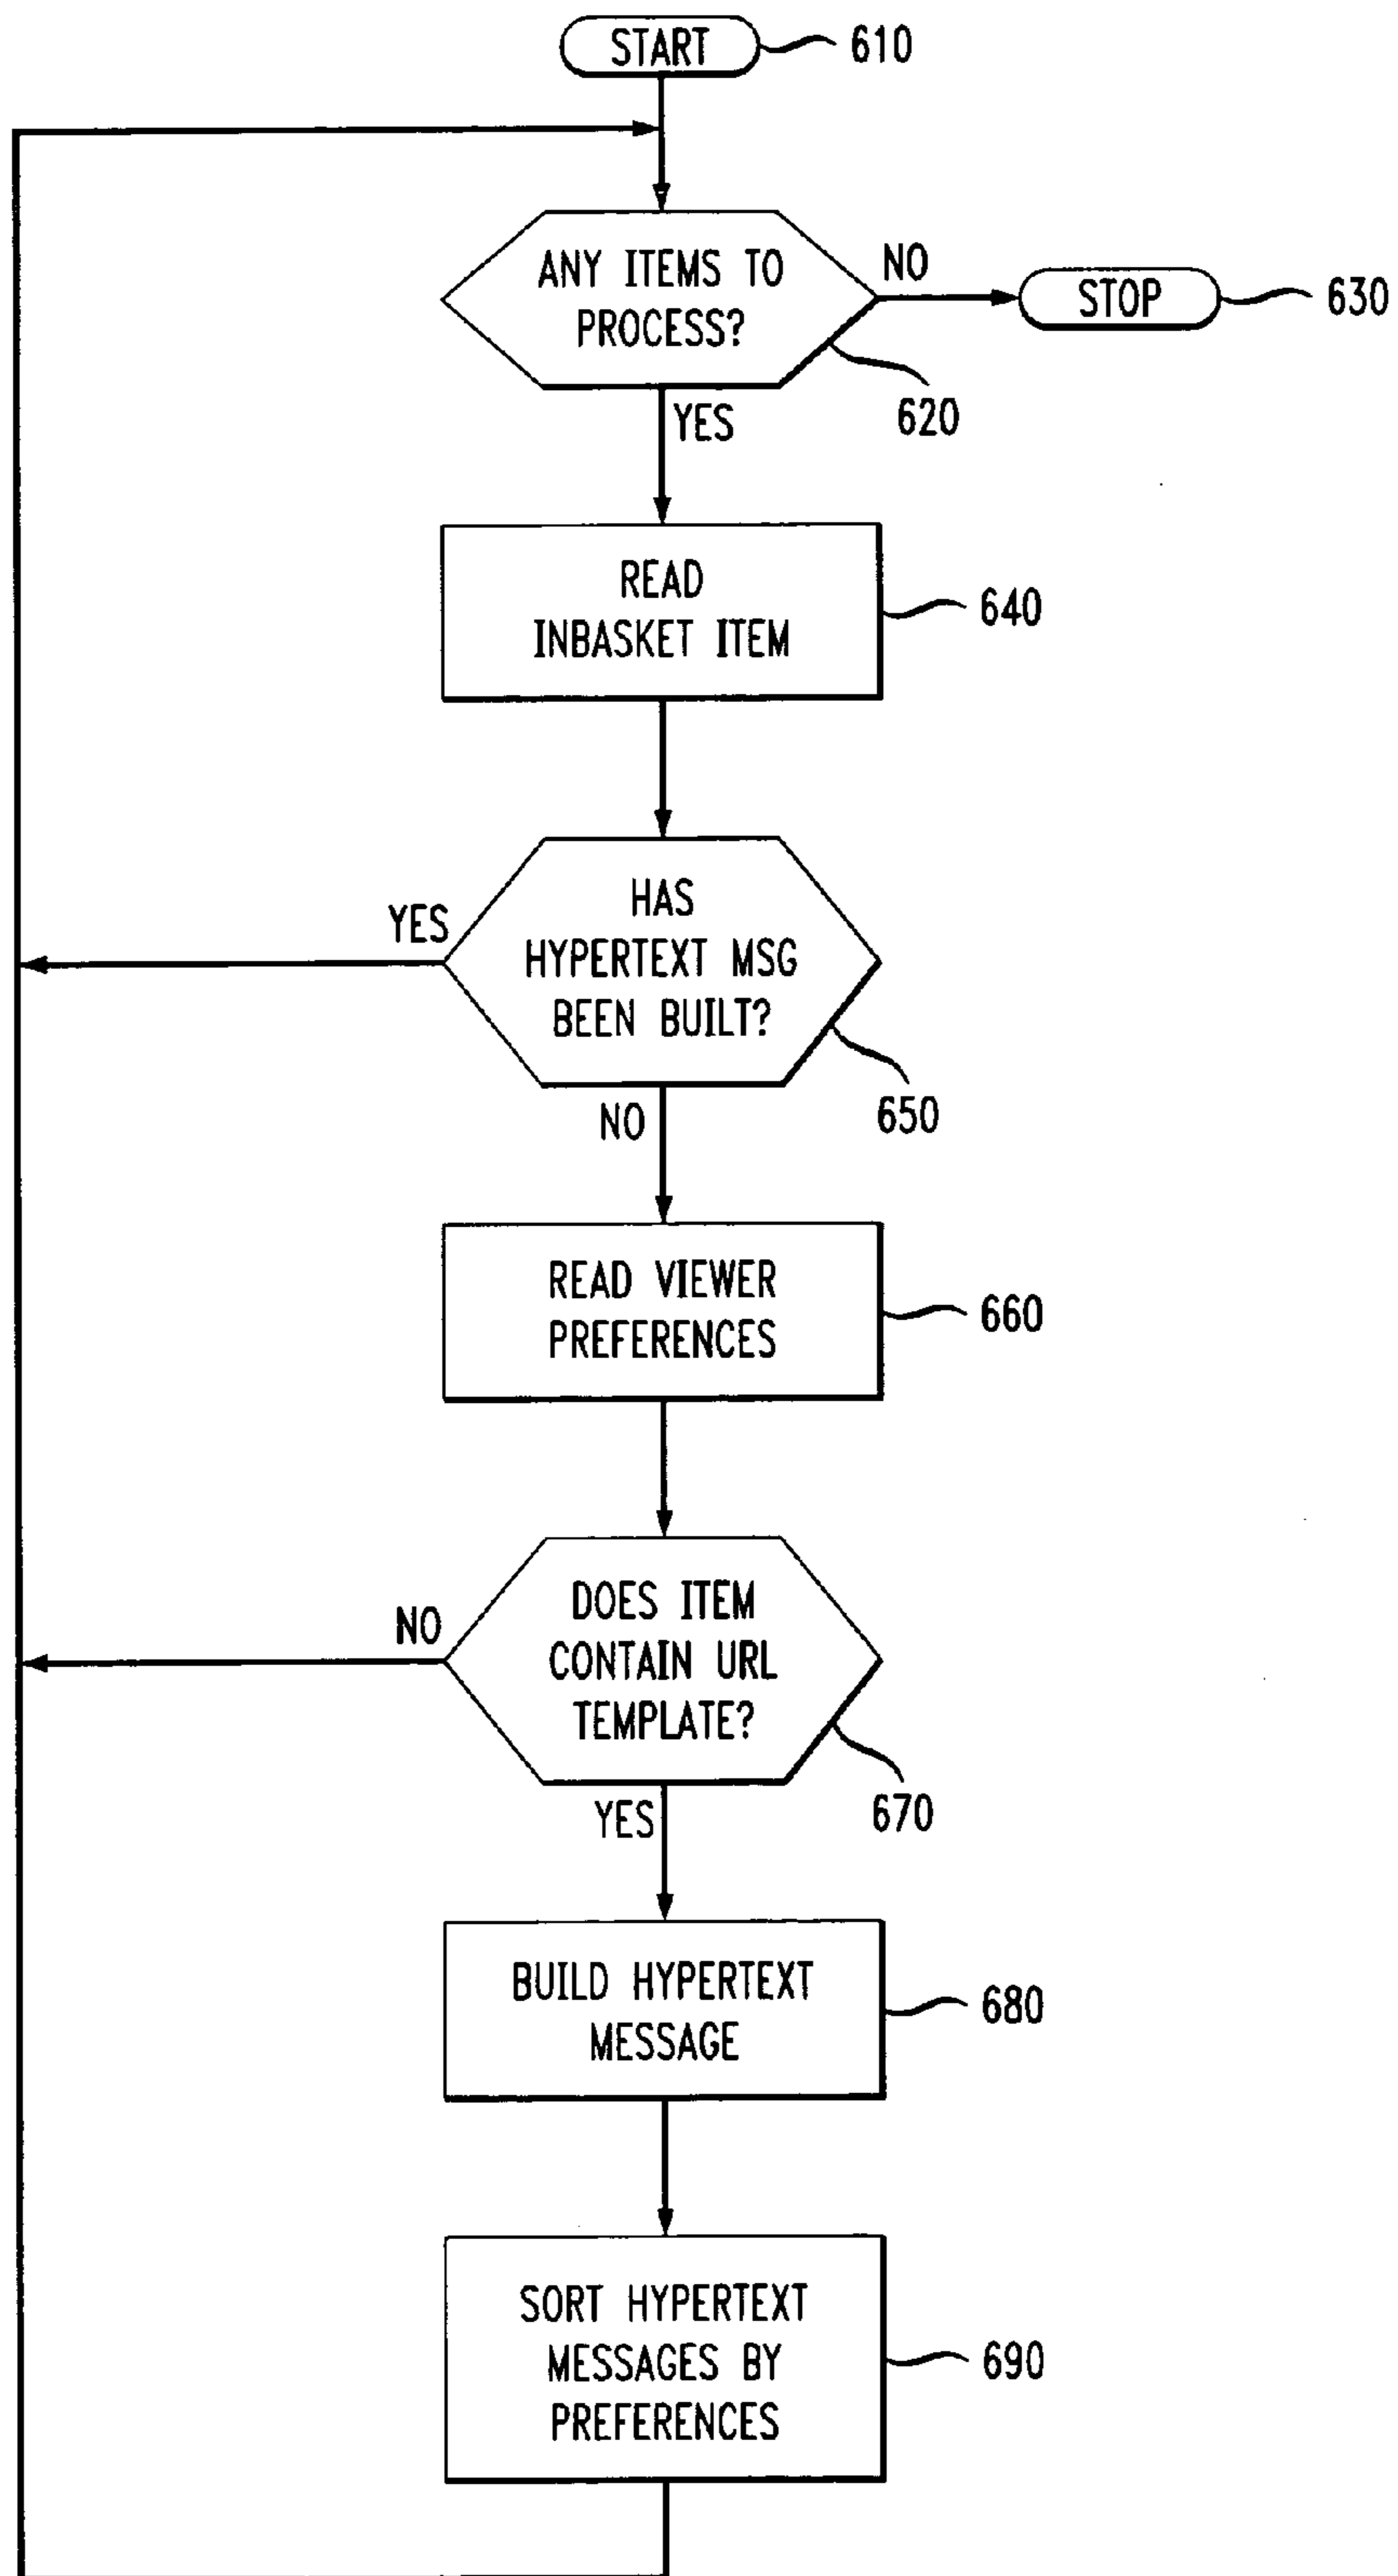 START
610
ANY ITEMS TO
PROCESS?
NO
STOP
630
620
YES
READ
INBASKET ITEM
640
HAS
HYPERTEXT MSG
BEEN BUILT?
YES
650
NO
READ VIEWER
PREFERENCES
660
DOES ITEM
CONTAIN URL
TEMPLATE?
NO
670
YES
BUILD HYPERTEXT
MESSAGE
680
SORT HYPERTEXT
MESSAGES BY
PREFERENCES
690